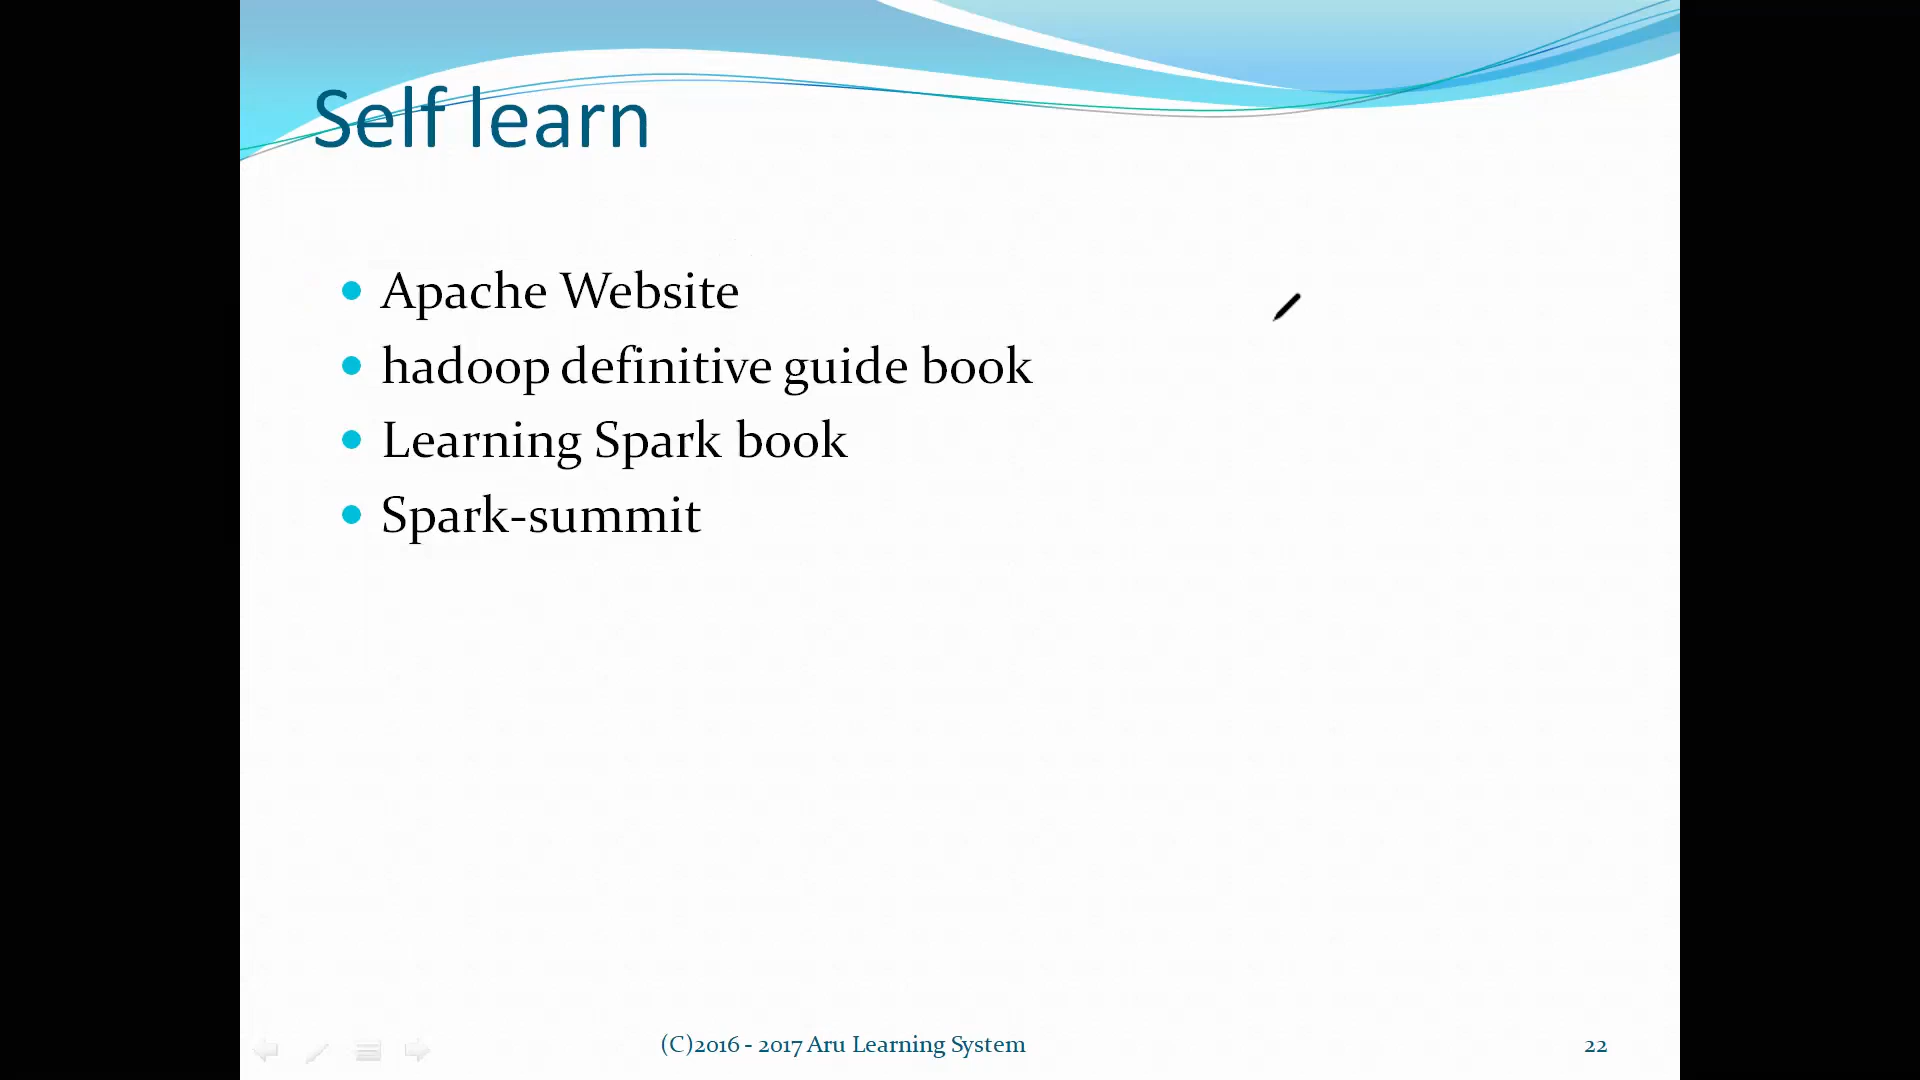 Self learn
Apache Website
hadoop definitive guide book
Learning Spark book
Spark-summit
(C)2016 - 2017 Aru Learning System
22